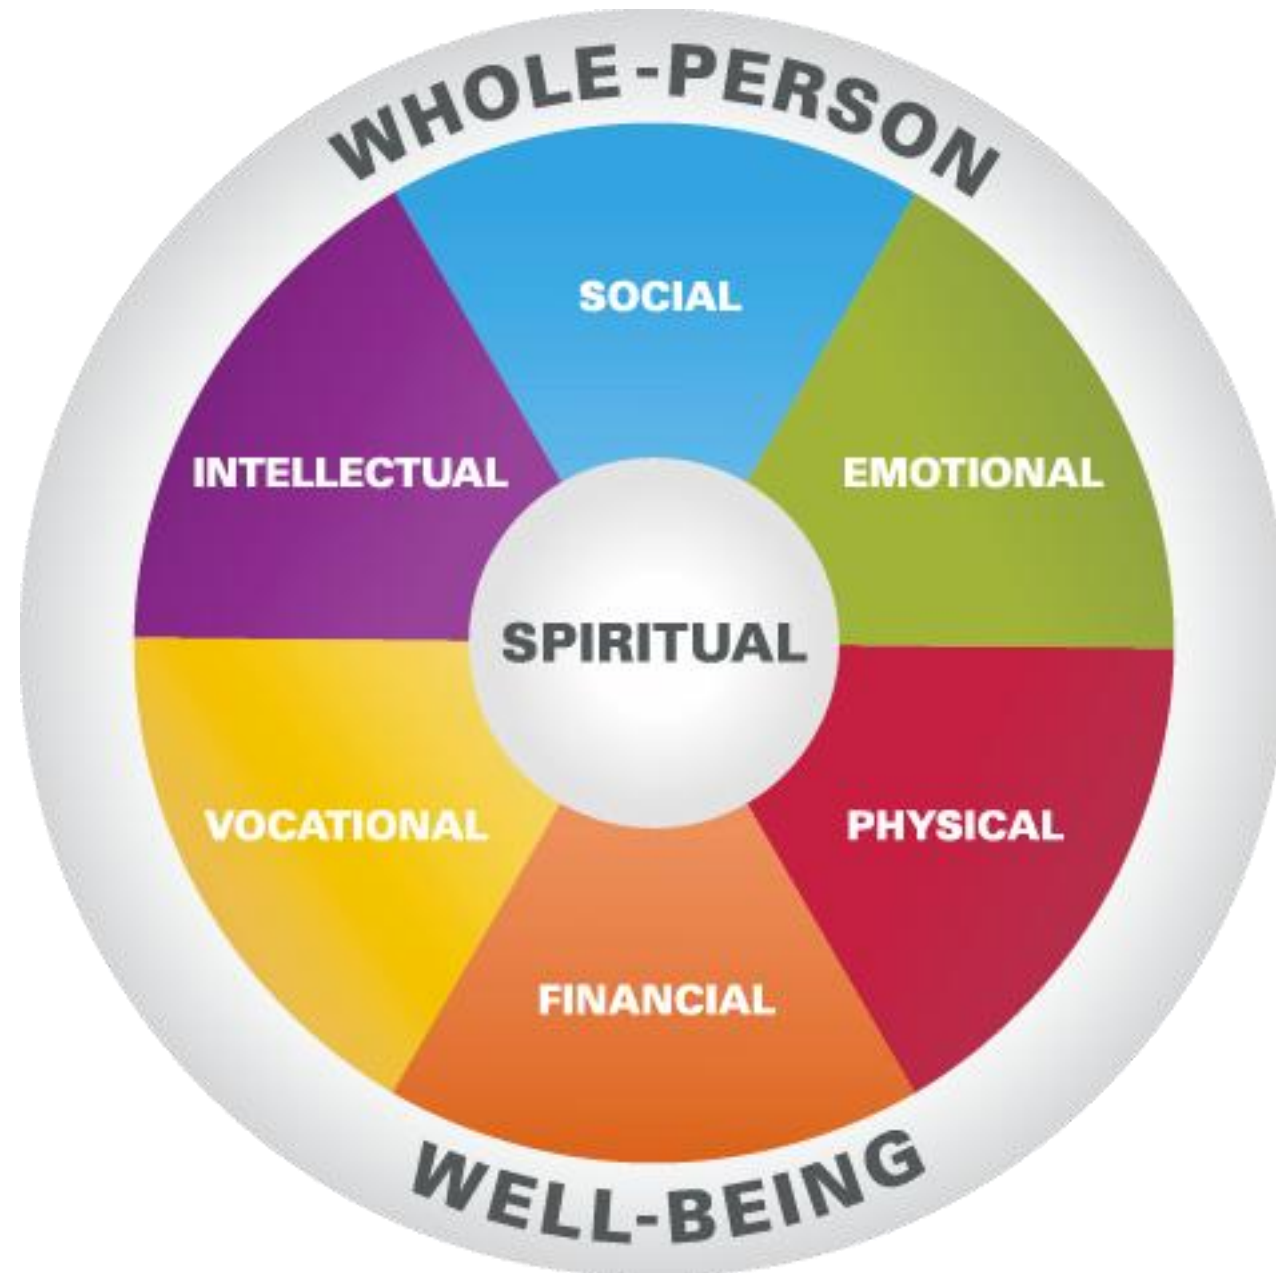 WHOLE-PERSON
SOCIAL
INTELLECTUAL
EMOTIONAL
SPIRITUAL
VOCATIONAL
PHYSICAL
FINANCIAL
WELL-BEING